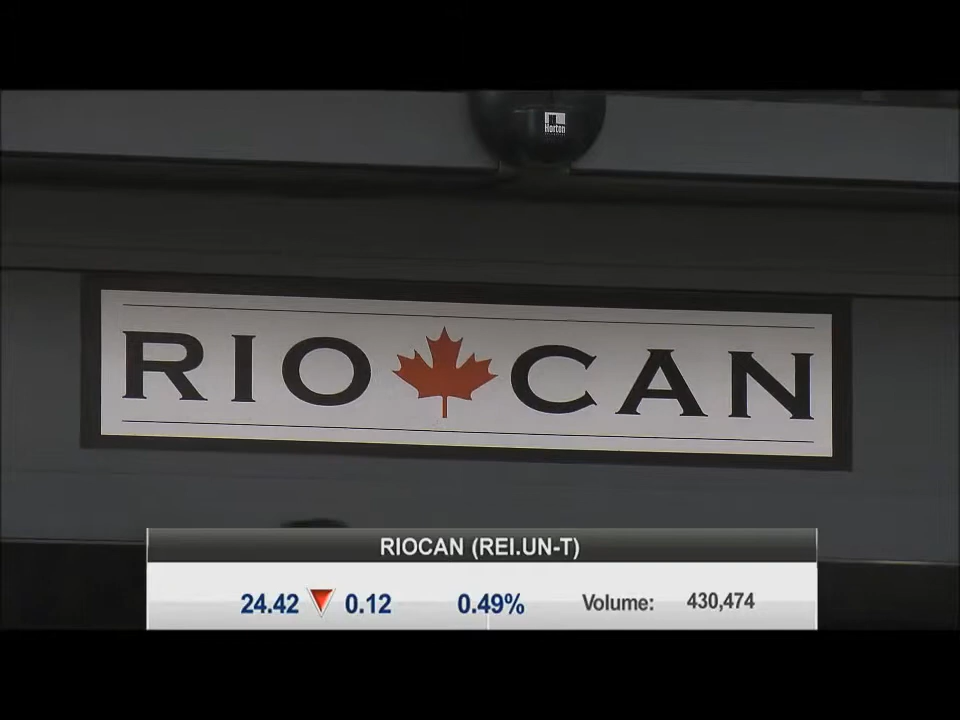 Horton
RIO CAN
RIOCAN (REI.UN-T)
24.42 0.12 0.49% Volume: 430,474